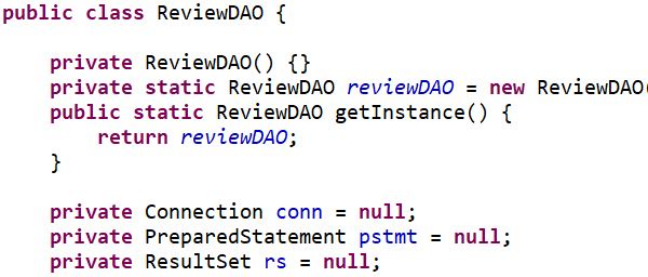 public class ReviewDAO {
private ReviewDAO() {}
private static ReviewDAO reviewDAO = new ReviewDAO(
public static ReviewDAO getInstance() {
return reviewDAO;
}
private Connection conn = null;
private PreparedStatement pstmt = null;
private ResultSet rs = null;